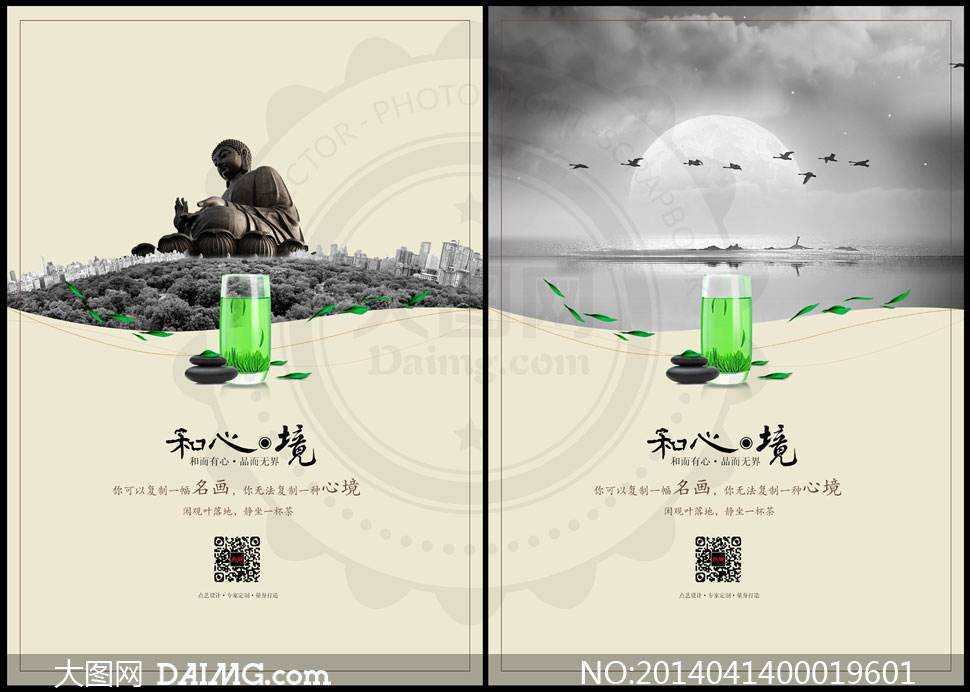 和心·境
和而有心·品而无界
你可以复制一幅名画，你无法复制一种心境
闲观叶落地，静坐一杯茶
点艺设计·专家定制·量身打造
和心·境
和而有心·品而无界
你可以复制一幅名画，你无法复制一种心境
闲观叶落地，静坐一杯茶
点艺设计·专家定制·量身打造
大图网
Daimg.com
大图网 DAIMG.com
NO:2014041400019601